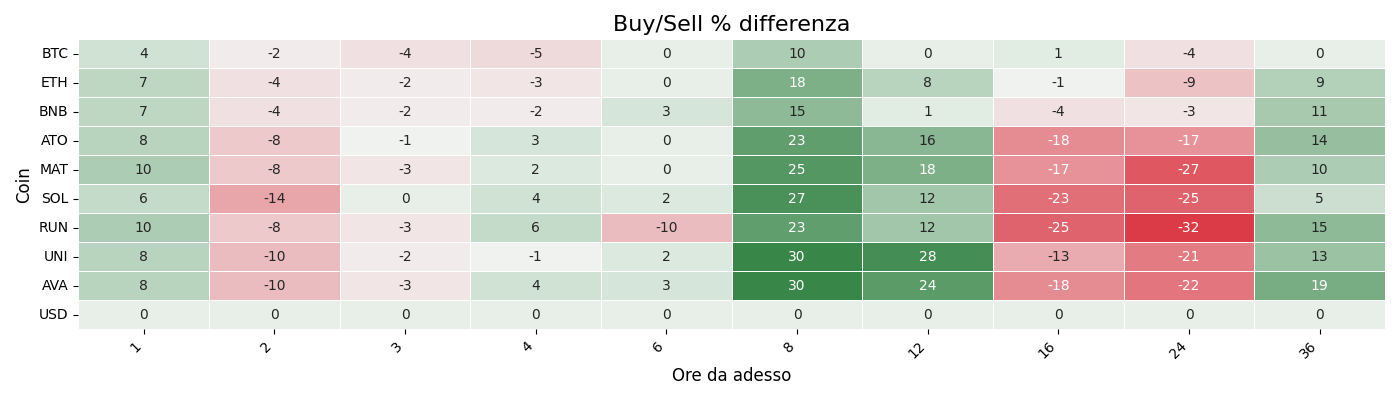 Buy/Sell % differenza
Coin
BTC 4 -2 -4 -5 0 10 0 1 -4 0
ETH 7 -4 -2 -3 0 18 8 -1 -9 9
BNB 7 -4 -2 -2 3 15 1 -4 -3 11
ATO 8 -8 -1 3 0 23 16 -18 -17 14
MAT 10 -8 -3 2 0 25 18 -17 -27 10
SOL 6 -14 0 4 2 27 12 -23 -25 5
RUN 10 -8 -3 6 -10 23 12 -25 -32 15
UNI 8 -10 -2 -1 2 30 28 -13 -21 13
AVA 8 -10 -3 4 3 30 24 -18 -22 19
USD 0 0 0 0 0 0 0 0 0 0
1 2 3 4 6 8 12 16 24 36
Ore da adesso